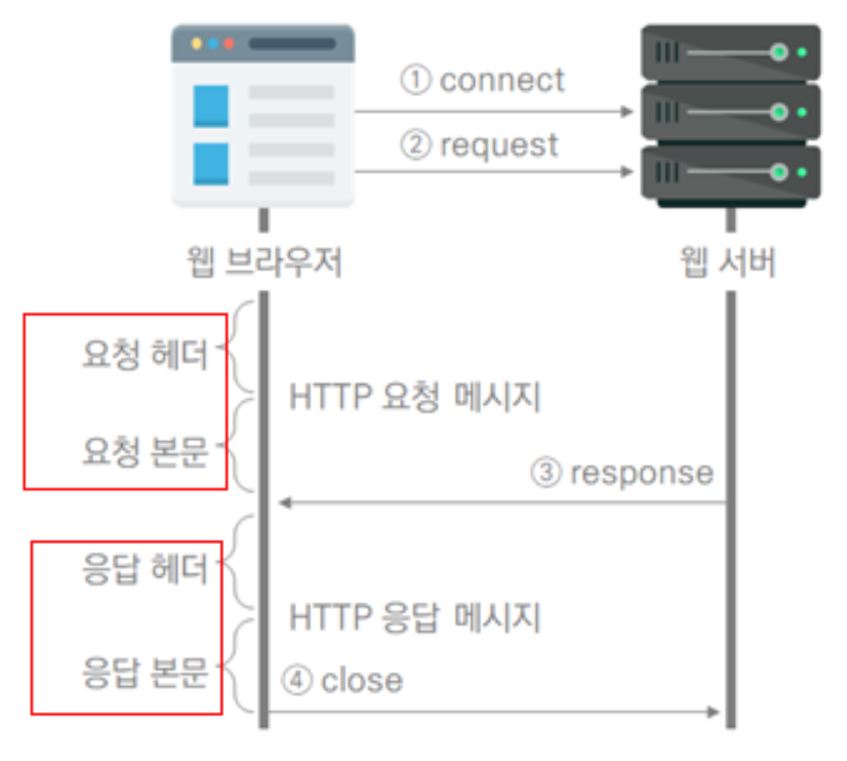 ① connect
② request
웹 브라우저
웹 서버
요청 헤더
HTTP 요청 메시지
요청 본문
③ response
응답 헤더
HTTP 응답 메시지
응답 본문
④ close